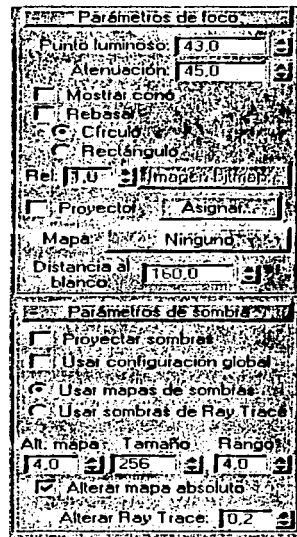 Parámetros de foco
Punto luminoso: 43,0
Atenuación: 45,0
Mostrar cono
Rebasar
Círculo
Rectángulo
Rel. 1,0 Imagen Bitmap...
Proyector Asignar...
Mapa: Ninguno
Distancia al
blanco: 160,0
Parámetros de sombra
Proyectar sombras
Usar configuración global
Usar mapas de sombras
Usar sombras de Ray Trace
Alt. mapa Tamaño Rango
4,0 256 4,0
Alterar mapa absoluto
Alterar Ray Trace: 0,2